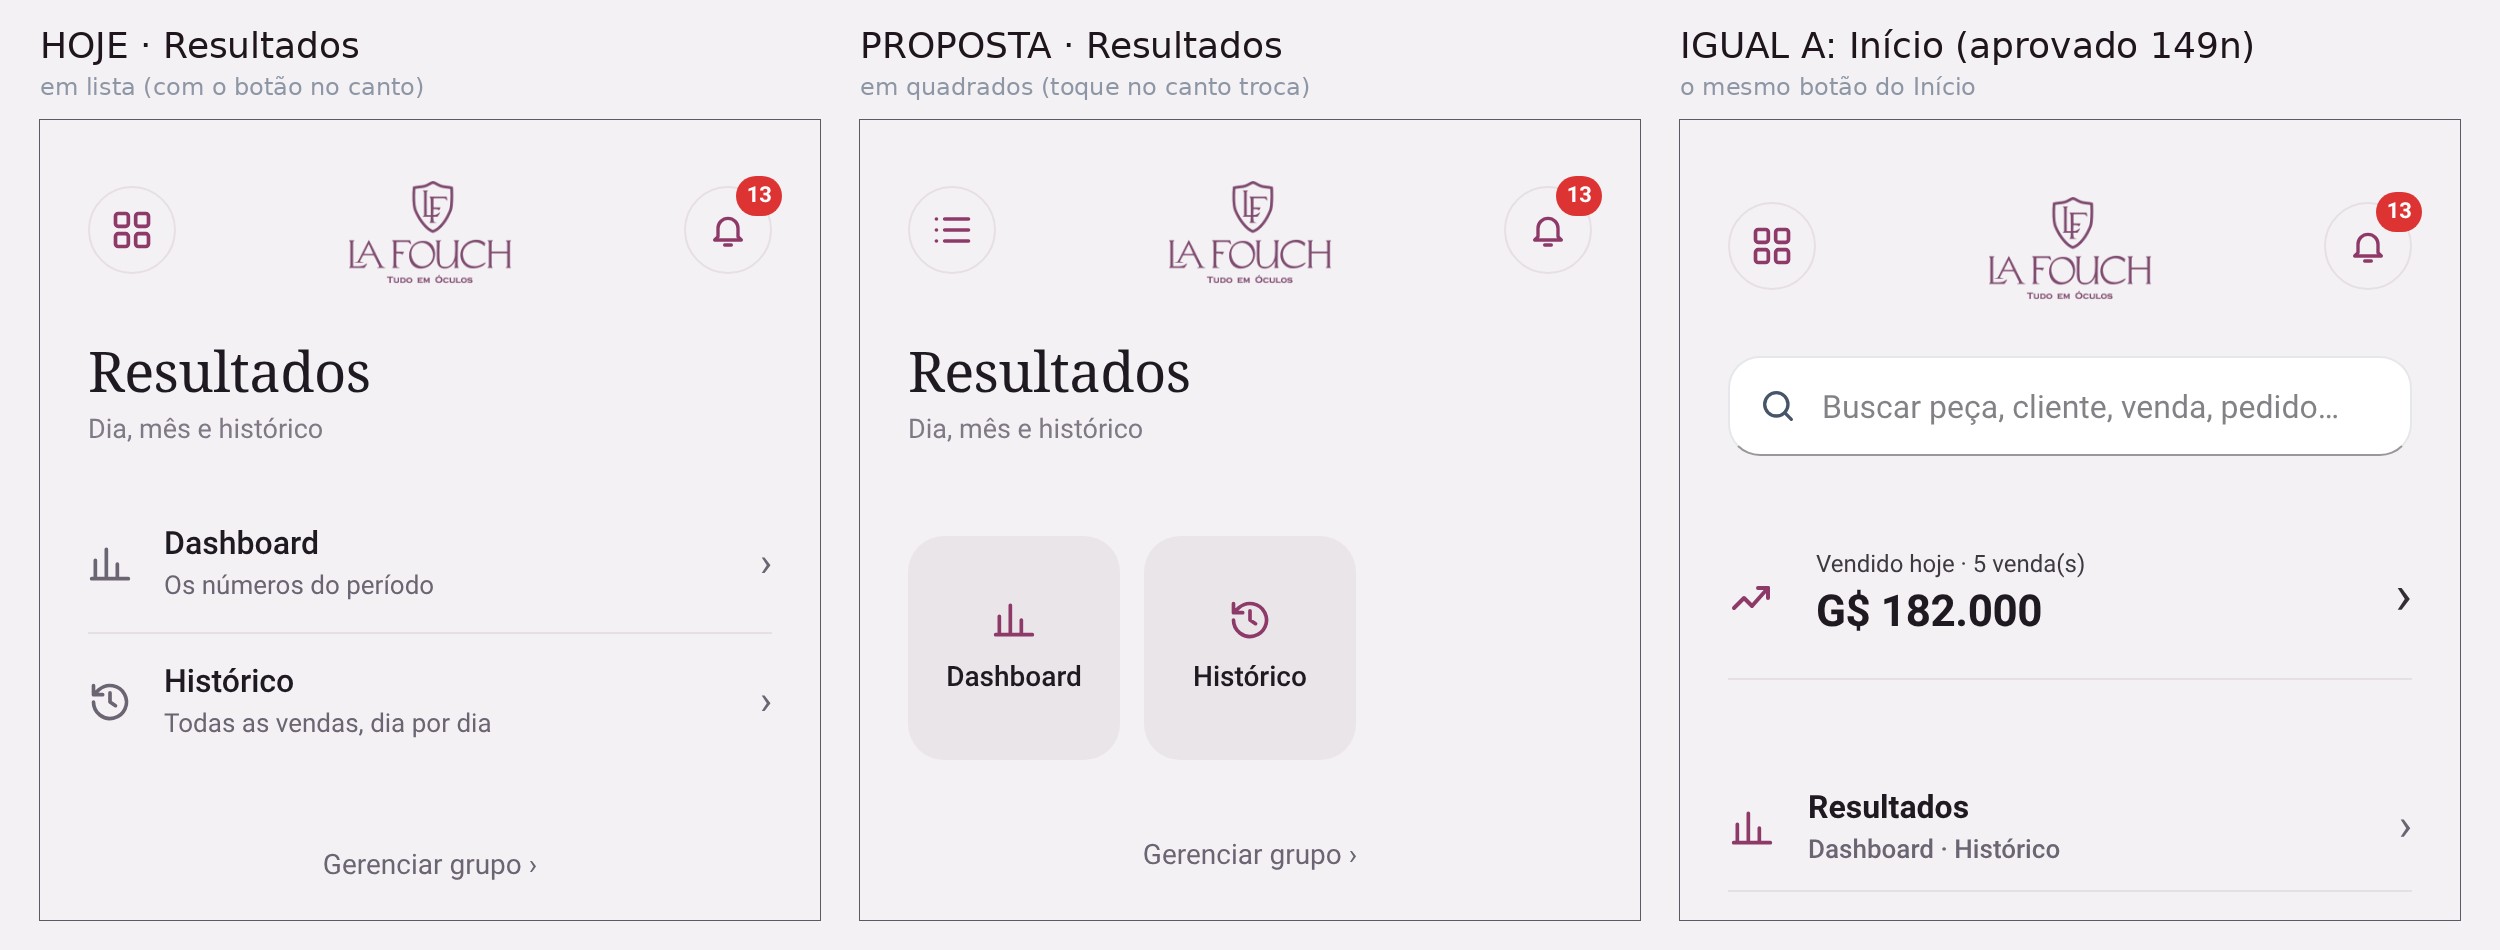 HOJE · Resultados
em lista (com o botão no canto)
13
LF
LA FOUCH
TUDO EM ÓCULOS
Resultados
Dia, mês e histórico
Dashboard
Os números do período
›
Histórico
Todas as vendas, dia por dia
›
Gerenciar grupo ›
PROPOSTA · Resultados
em quadrados (toque no canto troca)
13
LF
LA FOUCH
TUDO EM ÓCULOS
Resultados
Dia, mês e histórico
Dashboard
Histórico
Gerenciar grupo ›
IGUAL A: Início (aprovado 149n)
o mesmo botão do Início
13
LF
LA FOUCH
TUDO EM ÓCULOS
Buscar peça, cliente, venda, pedido...
Vendido hoje · 5 venda(s)
G$ 182.000
›
Resultados
Dashboard · Histórico
›